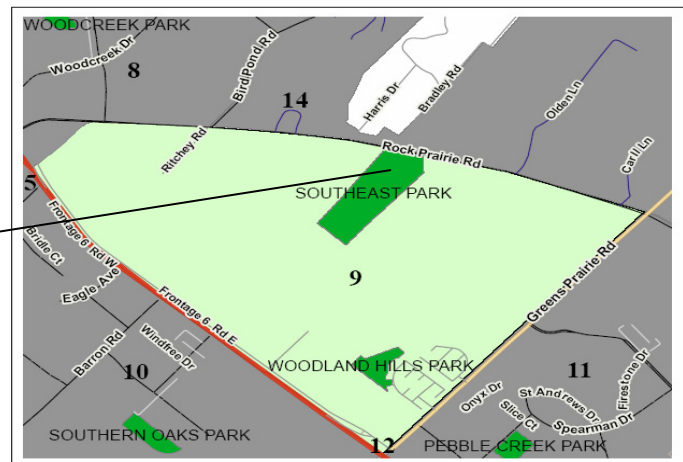 WOODCREEK PARK
Woodcreek Dr
8
Bird Pond Rd
14
Harris Dr
Bradley Rd
Olden Ln
Carll Ln
Ritchey Rd
Rock Prairie Rd
5
SOUTHEAST PARK
Frontage 6 Rd W
Bridle Ct
Eagle Ave
9
Greens Prairie Rd
Frontage 6 Rd E
Barron Rd
Windfree Dr
10
WOODLAND HILLS PARK
11
Onyx Dr
St Andrews Dr
Firestone Dr
Slice Ct
Spearman Dr
SOUTHERN OAKS PARK
12
PEBBLE CREEK PARK